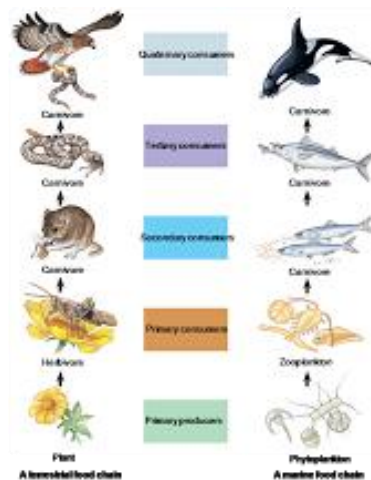 Quaternary consumers
Carnivore
Carnivore
Tertiary consumers
Carnivore
Carnivore
Secondary consumers
Carnivore
Carnivore
Primary consumers
Herbivore
Zooplankton
Primary producers
Plant
Phytoplankton
A terrestrial food chain
A marine food chain